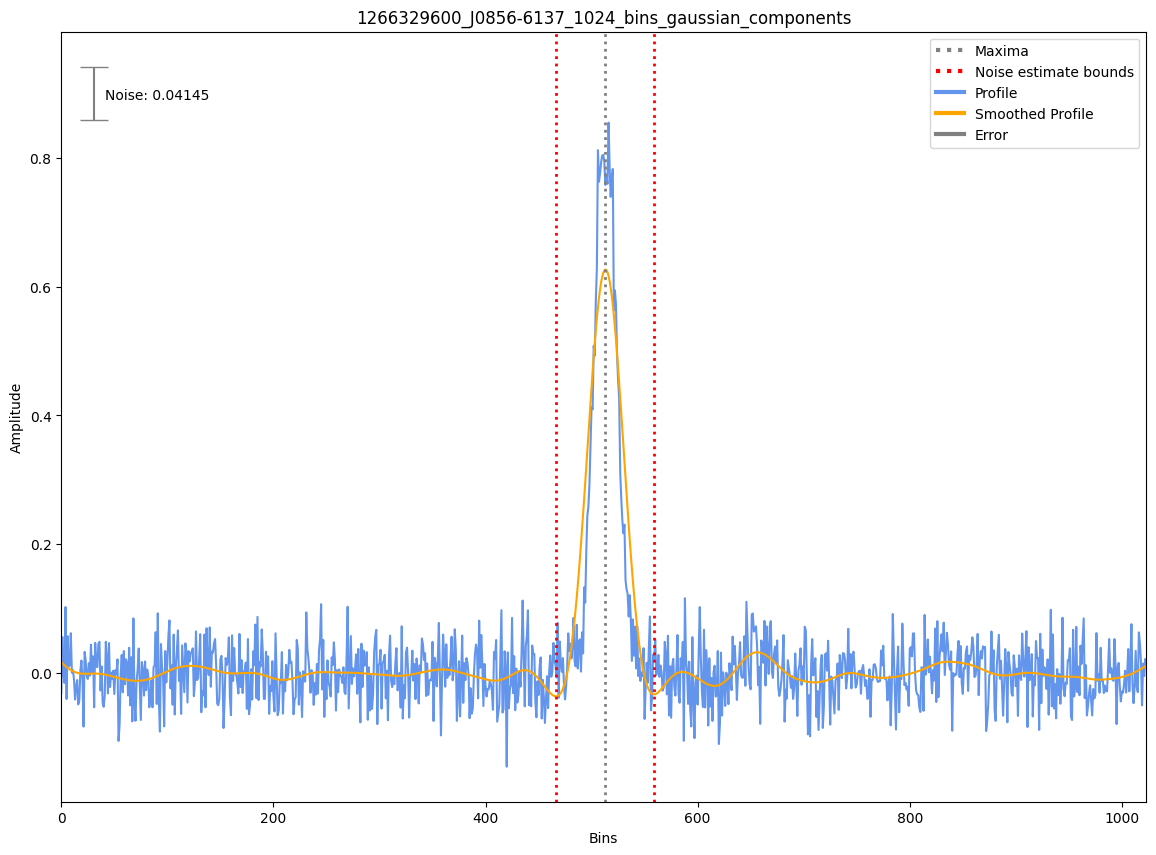 1266329600_J0856-6137_1024_bins_gaussian_components
Maxima
Noise estimate bounds
Profile
Smoothed Profile
Error
Noise: 0.04145
Amplitude
0.8
0.6
0.4
0.2
0.0
0 200 400 600 800 1000
Bins